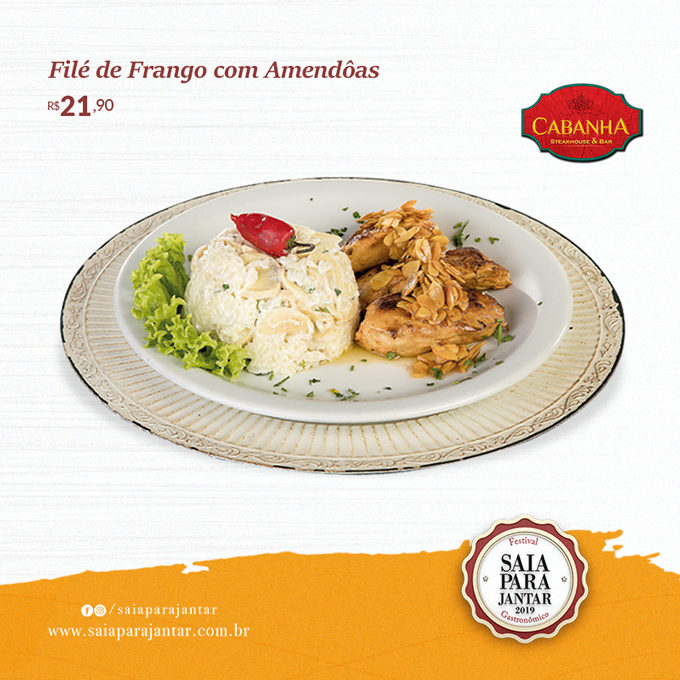 Filé de Frango com Amendôas
R$21,90
CABANHA
STEAKHOUSE & BAR
Festival
SAIA
PARA
JANTAR
2019
Gastronômico
/saiaparajantar
www.saiaparajantar.com.br